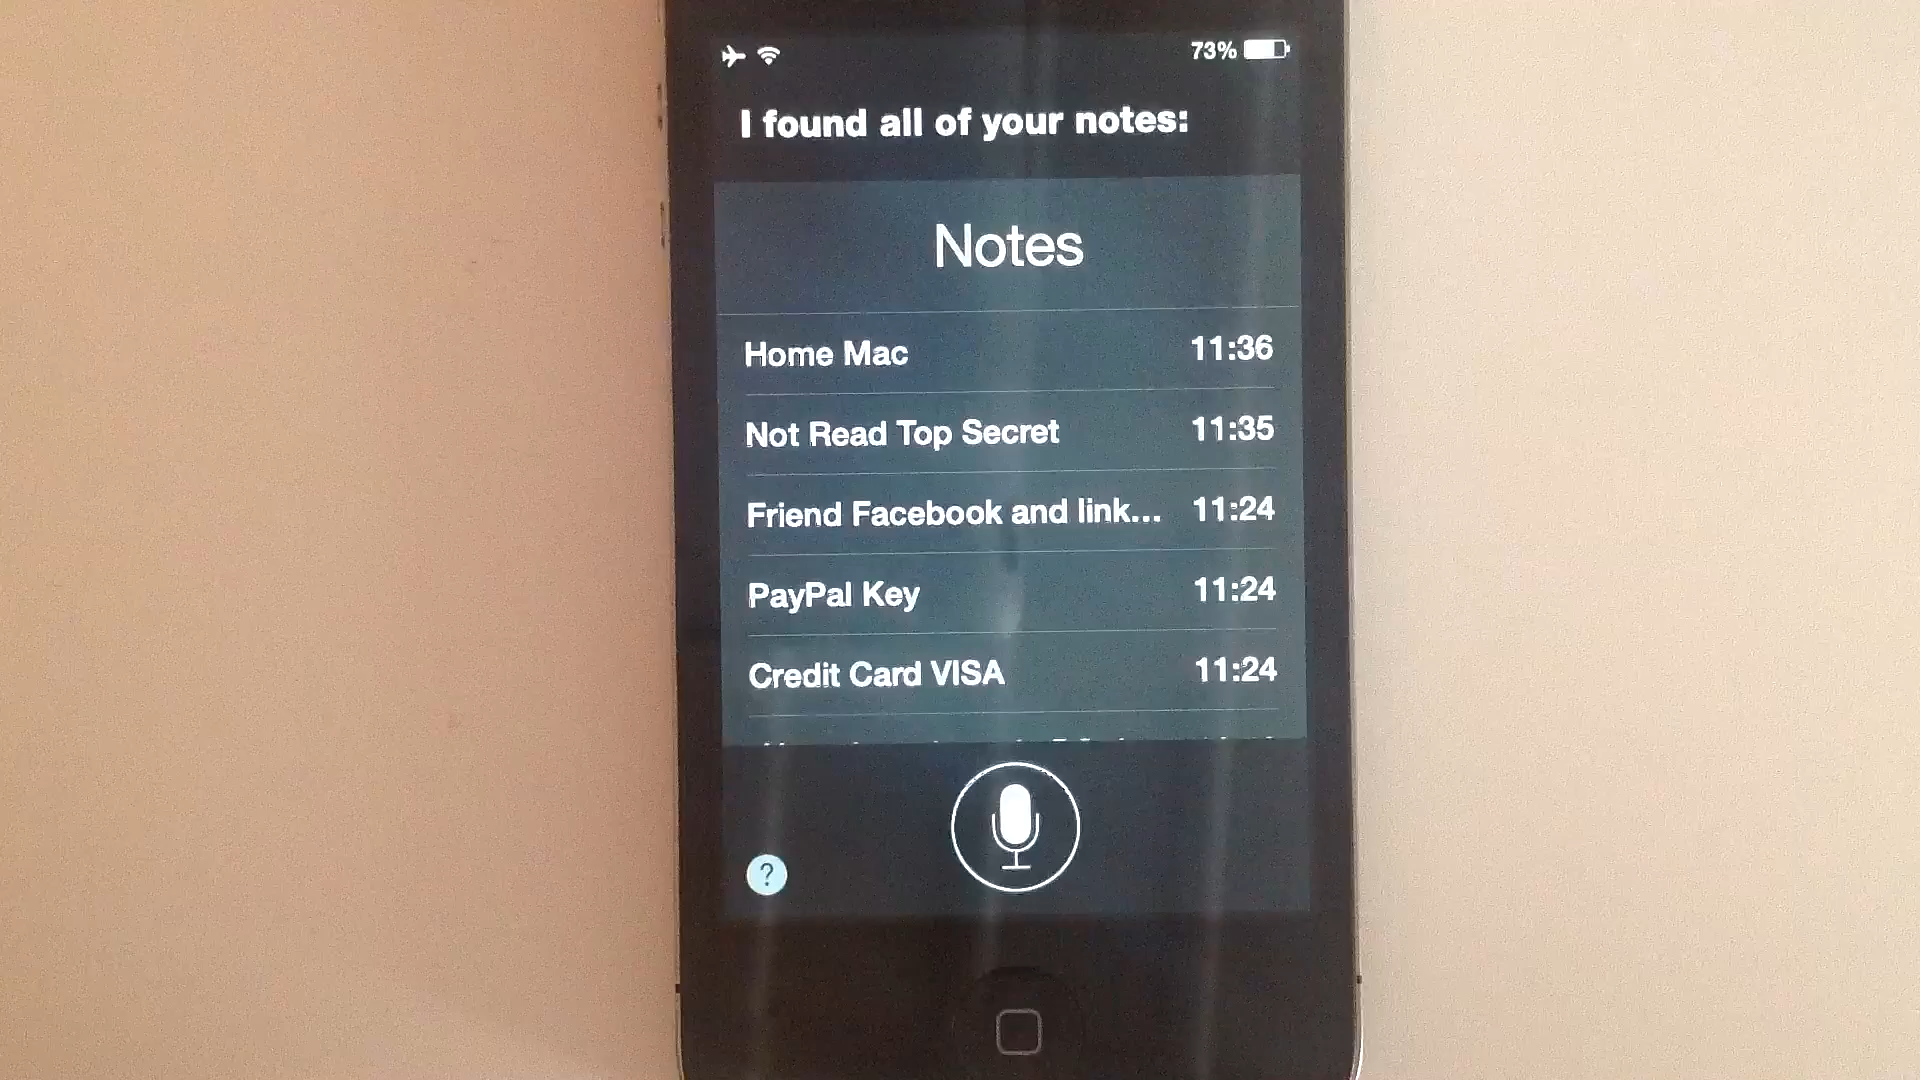 73%
I found all of your notes:
Notes
Home Mac 11:36
Not Read Top Secret 11:35
Friend Facebook and link... 11:24
PayPal Key 11:24
Credit Card VISA 11:24
?